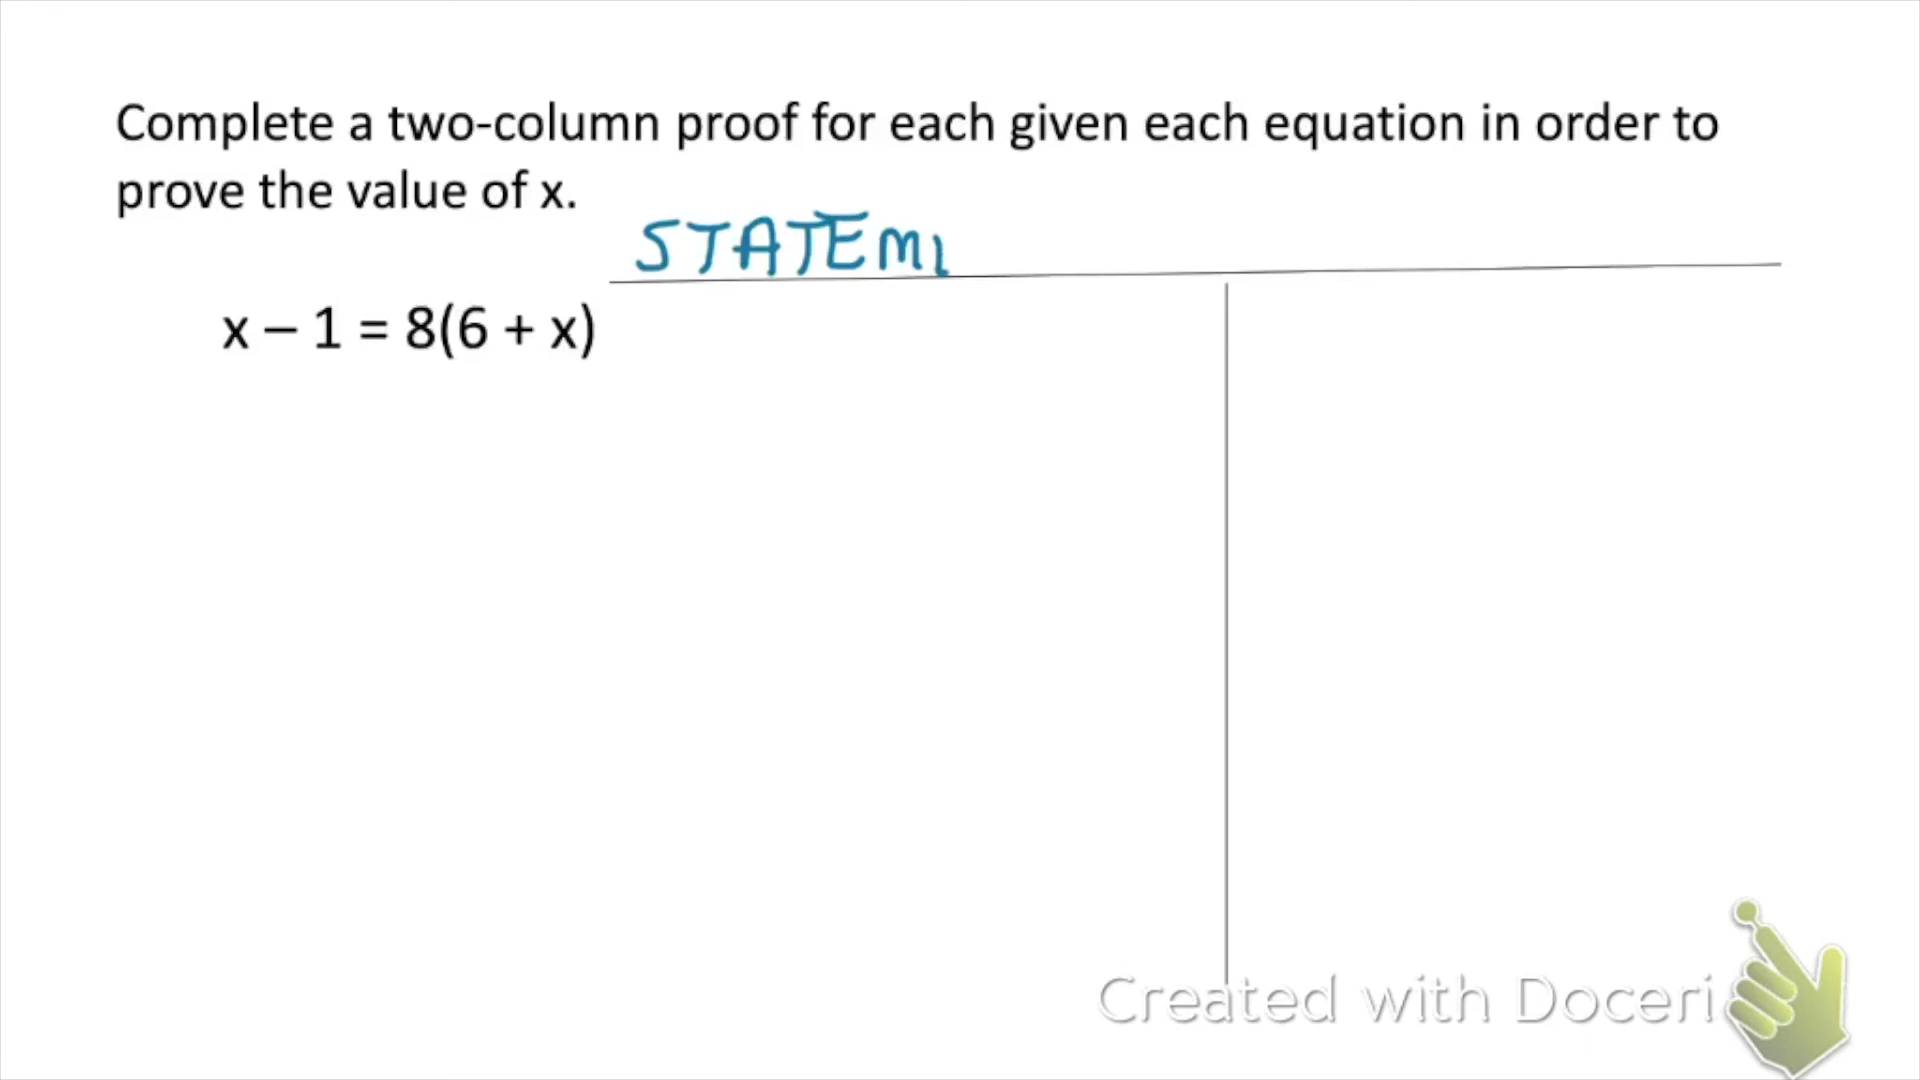 Complete a two-column proof for each given each equation in order to
prove the value of x.
STATEM
x – 1 = 8(6 + x)
Created with Doceri